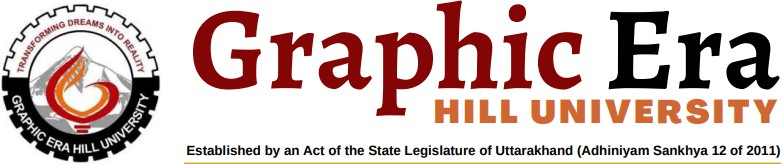 TRANSFORMING DREAMS INTO REALITY
GRAPHIC ERA HILL UNIVERSITY
Graphic Era
HILL UNIVERSITY
Established by an Act of the State Legislature of Uttarakhand (Adhiniyam Sankhya 12 of 2011)